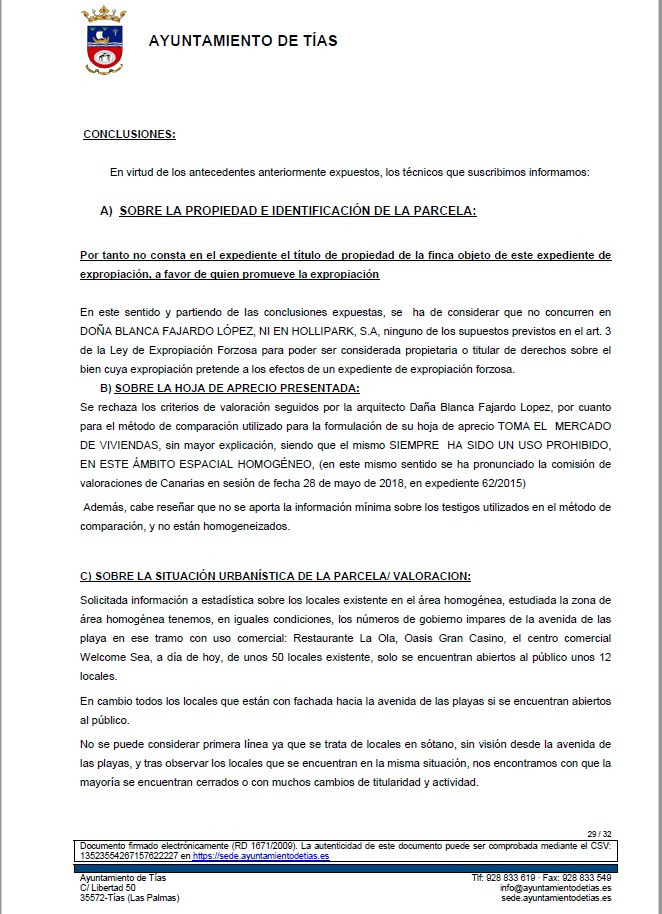 AYUNTAMIENTO DE TÍAS
CONCLUSIONES:
En virtud de los antecedentes anteriormente expuestos, los técnicos que suscribimos informamos:
A) SOBRE LA PROPIEDAD E IDENTIFICACIÓN DE LA PARCELA:
Por tanto no consta en el expediente el título de propiedad de la finca objeto de este expediente de
expropiación, a favor de quien promueve la expropiación
En este sentido y partiendo de las conclusiones expuestas, se ha de considerar que no concurren en
DOÑA BLANCA FAJARDO LÓPEZ, NI EN HOLLIPARK, S.A, ninguno de los supuestos previstos en el art. 3
de la Ley de Expropiación Forzosa para poder ser considerada propietaria o titular de derechos sobre el
bien cuya expropiación pretende a los efectos de un expediente de expropiación forzosa.
B) SOBRE LA HOJA DE APRECIO PRESENTADA:
Se rechaza los criterios de valoración seguidos por la arquitecto Daña Blanca Fajardo Lopez, por cuanto
para el método de comparación utilizado para la formulación de su hoja de aprecio TOMA EL MERCADO
DE VIVIENDAS, sin mayor explicación, siendo que el mismo SIEMPRE HA SIDO UN USO PROHIBIDO,
EN ESTE ÁMBITO ESPACIAL HOMOGÉNEO, (en este mismo sentido se ha pronunciado la comisión de
valoraciones de Canarias en sesión de fecha 28 de mayo de 2018, en expediente 62/2015)
Además, cabe reseñar que no se aporta la información mínima sobre los testigos utilizados en el método de
comparación, y no están homogeneizados.
C) SOBRE LA SITUACIÓN URBANÍSTICA DE LA PARCELA/ VALORACION:
Solicitada información a estadística sobre los locales existente en el área homogénea, estudiada la zona de
área homogénea tenemos, en iguales condiciones, los números de gobierno impares de la avenida de las
playa en ese tramo con uso comercial: Restaurante La Ola, Oasis Gran Casino, el centro comercial
Welcome Sea, a día de hoy, de unos 50 locales existente, solo se encuentran abiertos al público unos 12
locales.
En cambio todos los locales que están con fachada hacia la avenida de las playas si se encuentran abiertos
al público.
No se puede considerar primera línea ya que se trata de locales en sótano, sin visión desde la avenida de
las playas, y tras observar los locales que se encuentran en la misma situación, nos encontramos con que la
mayoría se encuentran cerrados o con muchos cambios de titularidad y actividad.
29 / 32
Documento firmado electrónicamente (RD 1671/2009). La autenticidad de este documento puede ser comprobada mediante el CSV:
13523554267157622227 en https://sede.ayuntamientodetias.es
Ayuntamiento de Tías Tlf: 928 833 619 · Fax: 928 833 549
C/ Libertad 50 info@ayuntamientodetias.es
35572-Tías (Las Palmas) sede.ayuntamientodetias.es